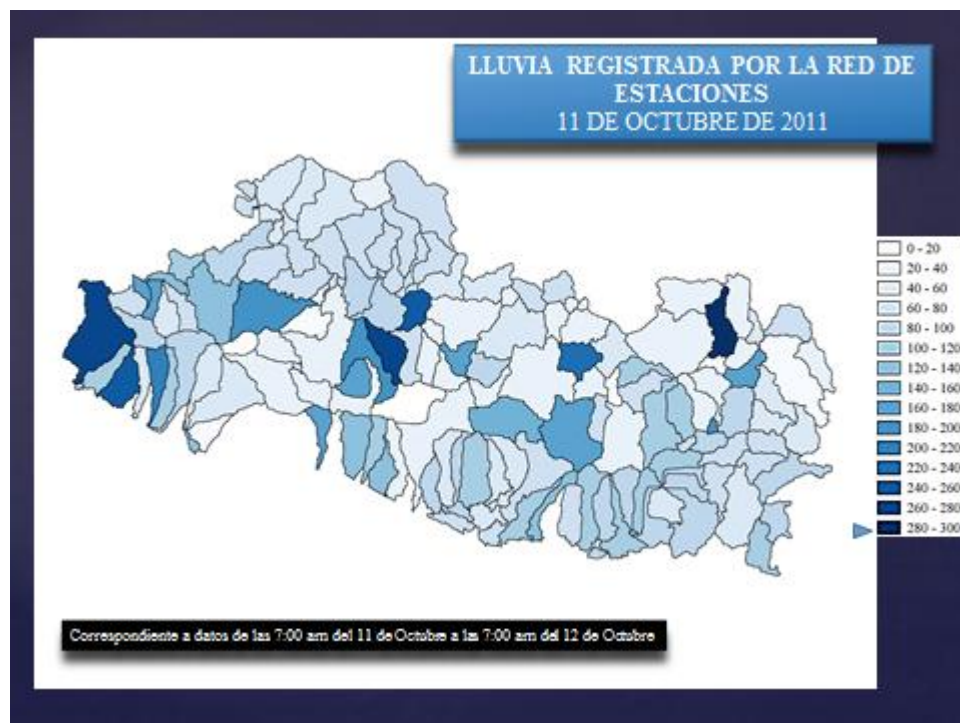 LLUVIA REGISTRADA POR LA RED DE
ESTACIONES
11 DE OCTUBRE DE 2011
0 - 20
20 - 40
40 - 60
60 - 80
80 - 100
100 - 120
120 - 140
140 - 160
160 - 180
180 - 200
200 - 220
220 - 240
240 - 260
260 - 280
280 - 300
Correspondiente a datos de las 7:00 am del 11 de Octubre a las 7:00 am del 12 de Octubre